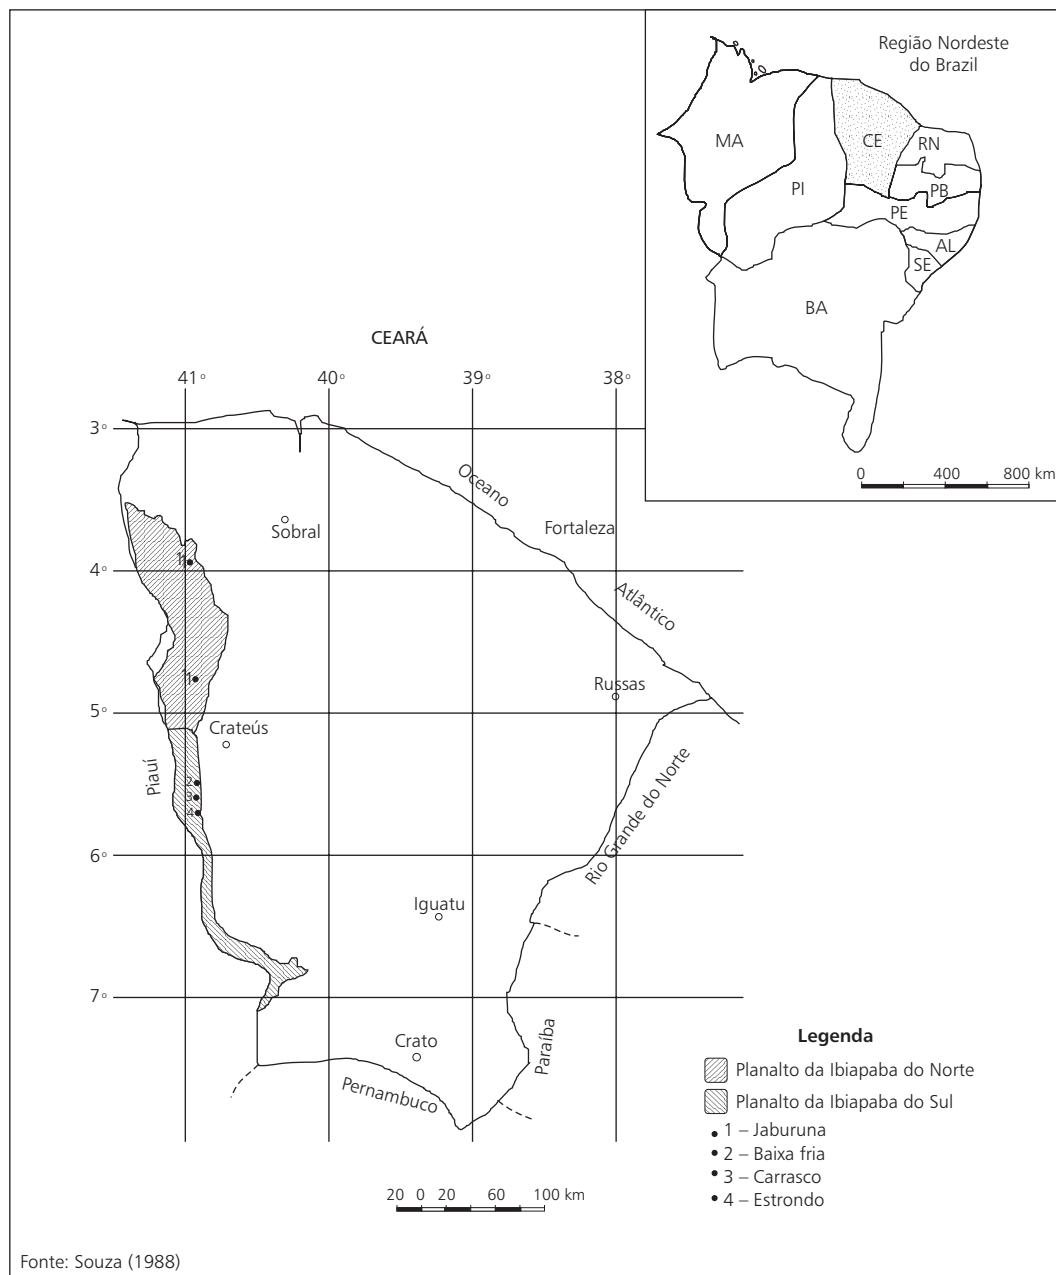 Região Nordeste
do Brazil
MA
PI
CE
RN
PB
PE
AL
SE
BA
0 400 800 km
CEARÁ
41° 40° 39° 38°
3°
4°
5°
6°
7°
Oceano
Atlântico
Fortaleza
Sobral
1
1
Russas
Crateús
Piauí
2
3
4
Rio Grande do Norte
Iguatu
Paraíba
Crato
Pernambuco
Legenda
Planalto da Ibiapaba do Norte
Planalto da Ibiapaba do Sul
1 – Jaburuna
2 – Baixa fria
3 – Carrasco
4 – Estrondo
20 0 20 60 100 km
Fonte: Souza (1988)